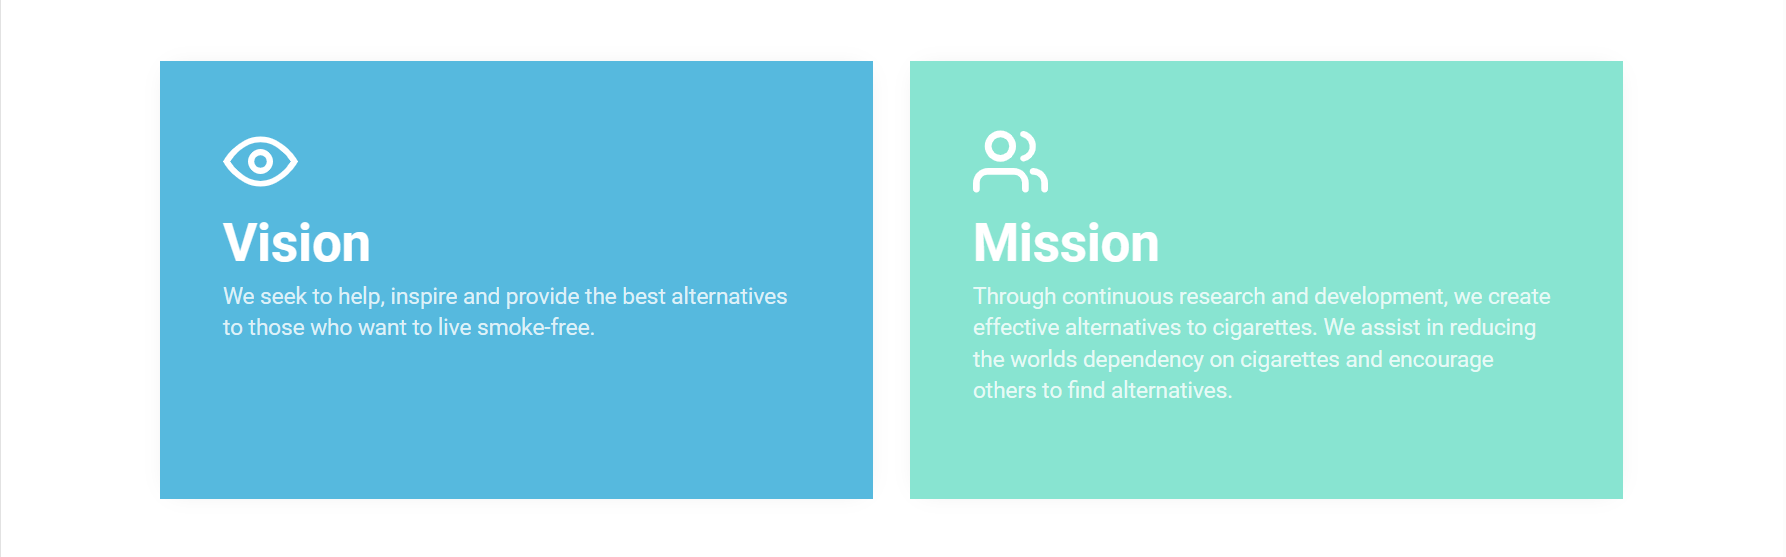 Vision
We seek to help, inspire and provide the best alternatives
to those who want to live smoke-free.
Mission
Through continuous research and development, we create
effective alternatives to cigarettes. We assist in reducing
the worlds dependency on cigarettes and encourage
others to find alternatives.